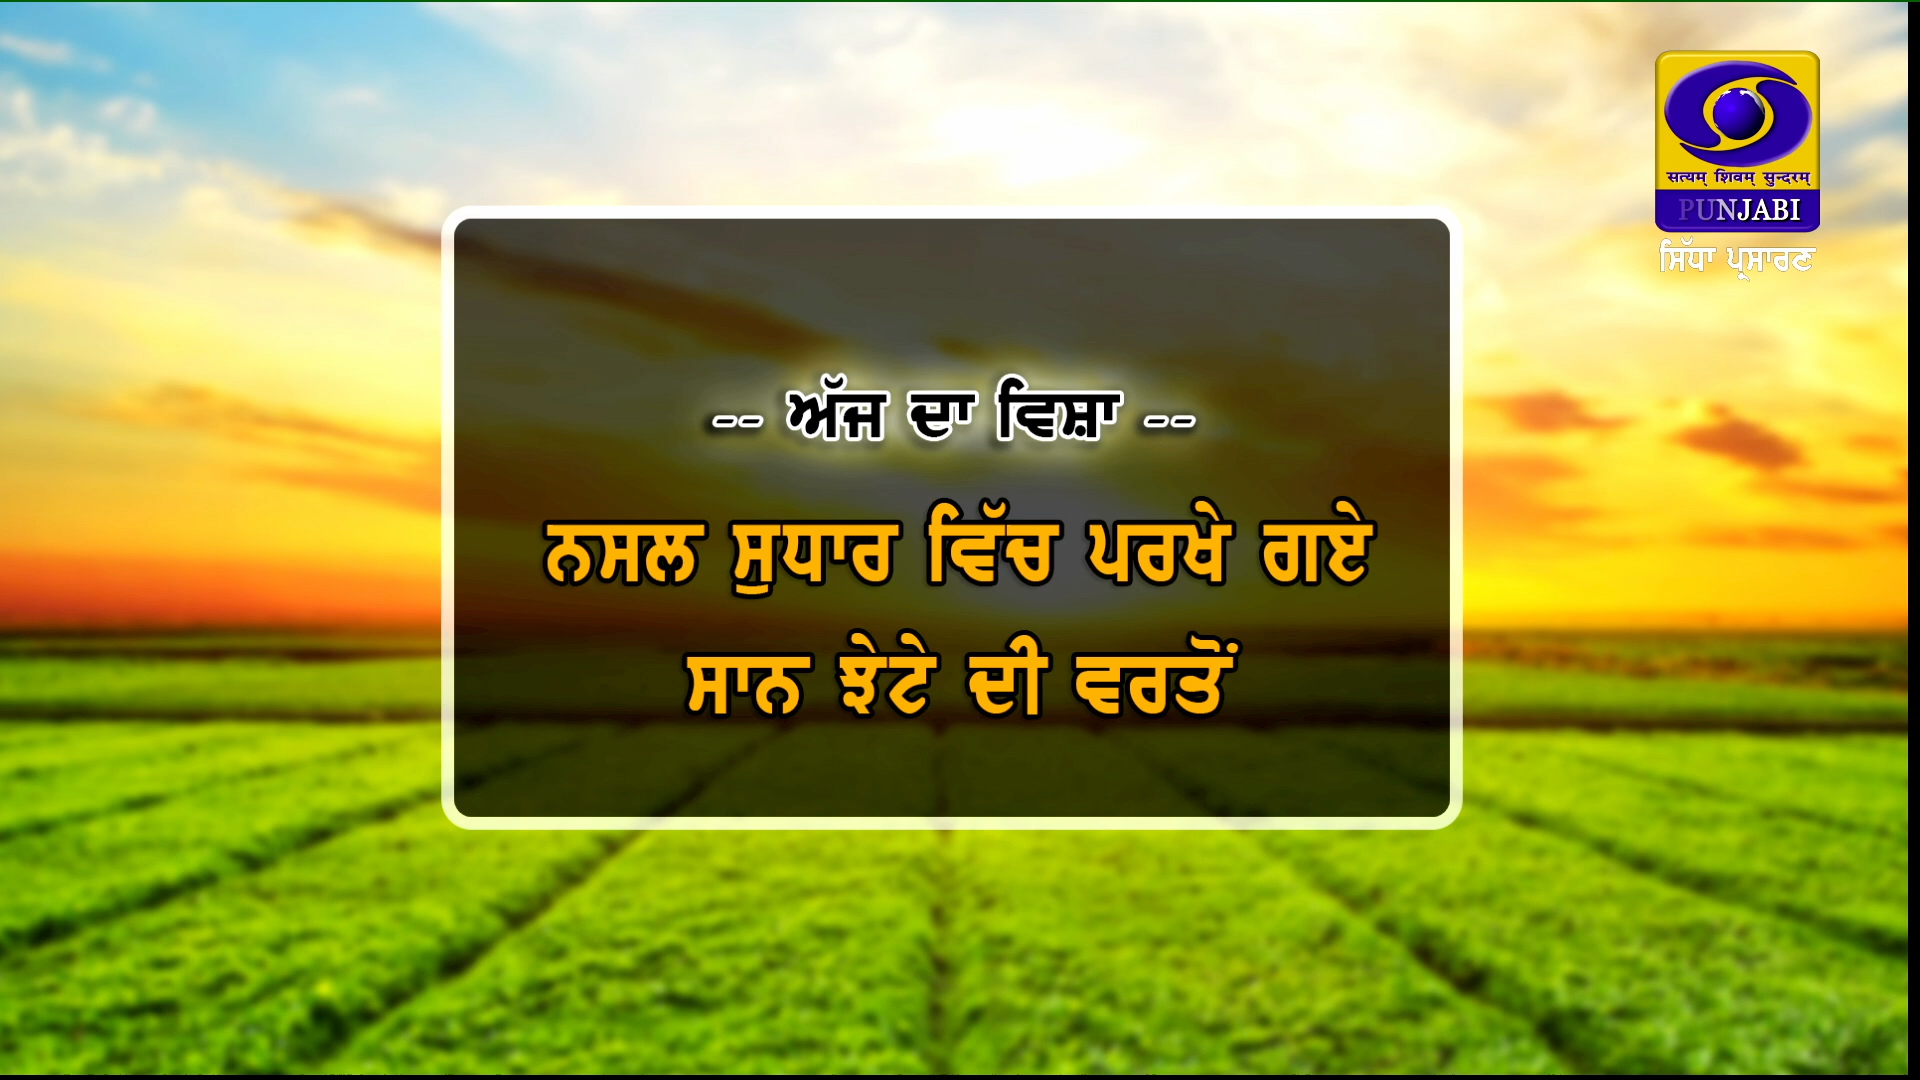 सत्यम् शिवम् सुन्दरम्
PUNJABI
ਸਿੱਧਾ ਪ੍ਰਸਾਰਣ
-- ਅੱਜ ਦਾ ਵਿਸ਼ਾ --
ਨਸਲ ਸੁਧਾਰ ਵਿੱਚ ਪਰਖੇ ਗਏ
ਸਾਨ ਝੋਟੇ ਦੀ ਵਰਤੋਂ